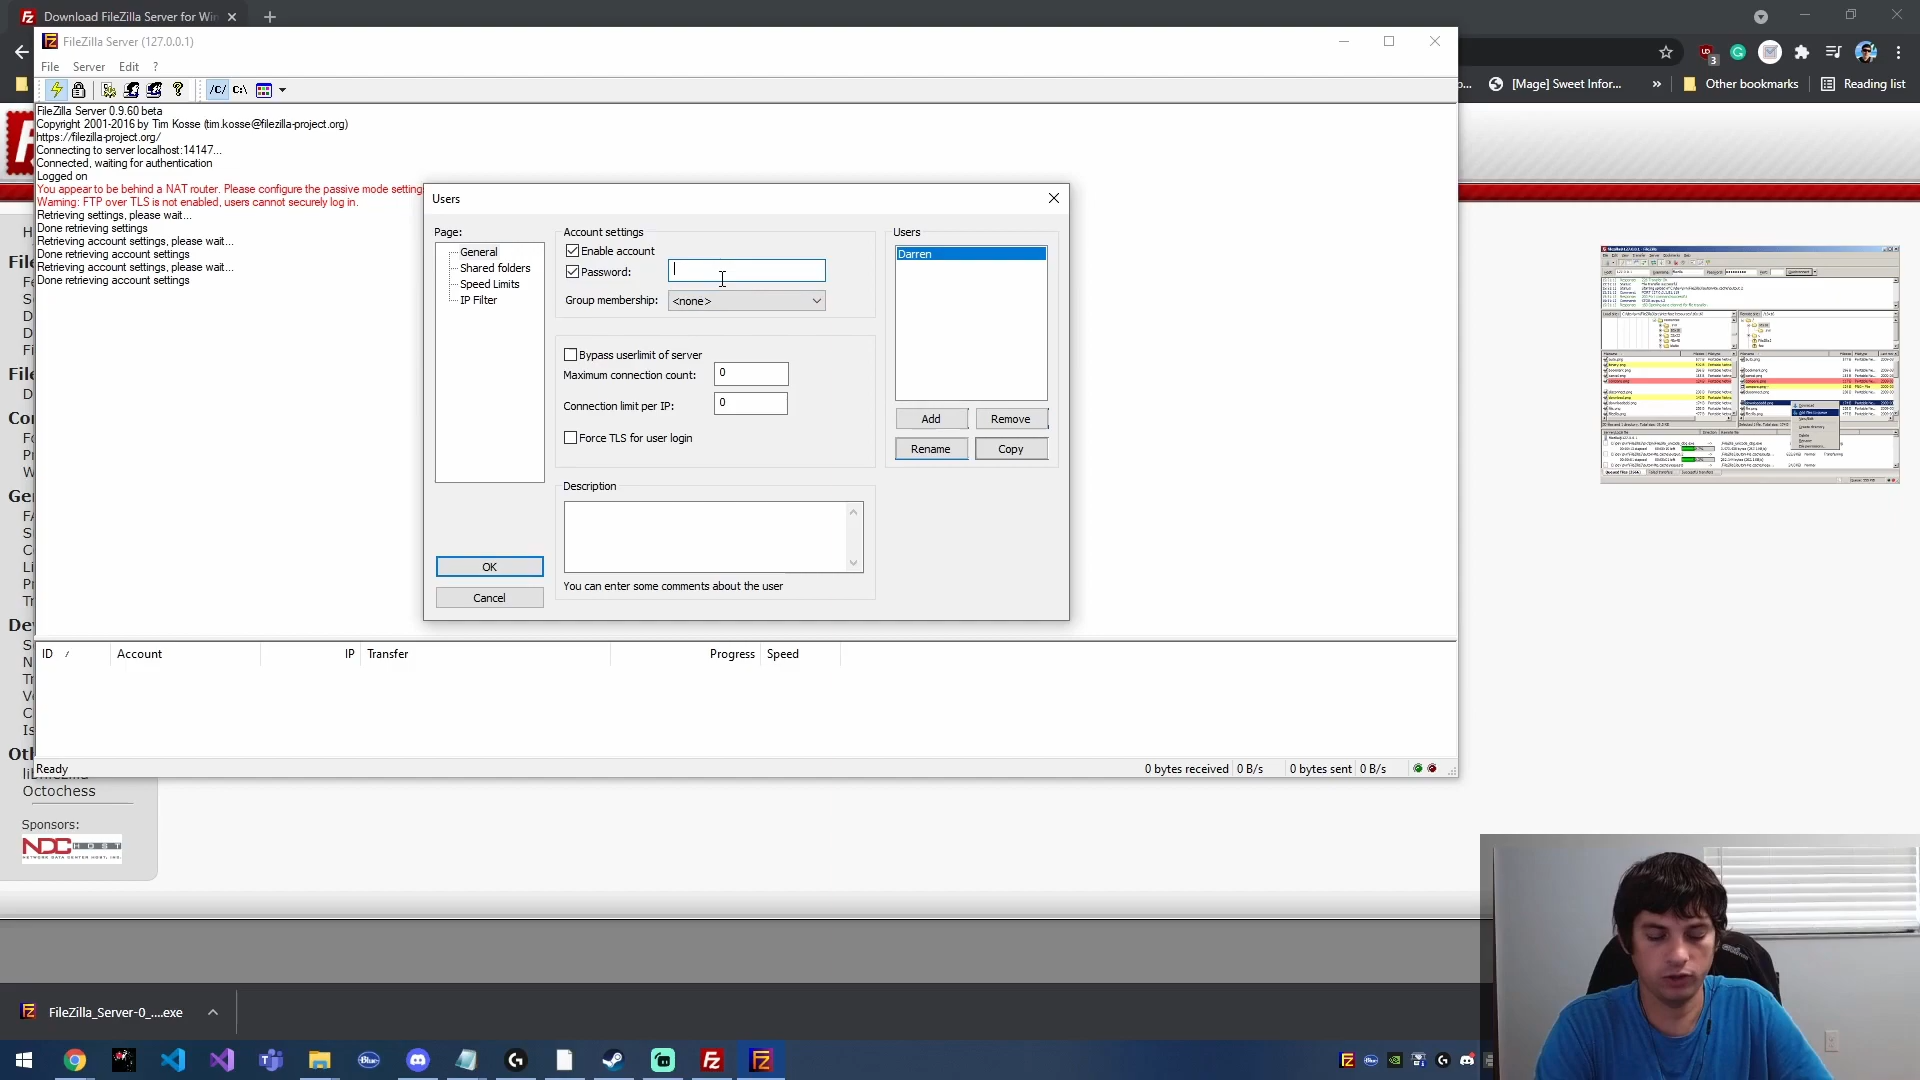 Download FileZilla Server for Win
FileZilla Server (127.0.0.1)
File Server Edit ?
/C/ C:\
[Mage] Sweet Infor...
»
Other bookmarks
Reading list
3
FileZilla Server 0.9.60 beta
Copyright 2001-2016 by Tim Kosse (tim.kosse@filezilla-project.org)
https://filezilla-project.org/
Connecting to server localhost:14147...
Connected, waiting for authentication
Logged on
You appear to be behind a NAT router. Please configure the passive mode setting
Warning: FTP over TLS is not enabled, users cannot securely log in.
Retrieving settings, please wait...
Done retrieving settings
Retrieving account settings, please wait...
Done retrieving account settings
Retrieving account settings, please wait...
Done retrieving account settings
Users
Page:
General
Shared folders
Speed Limits
IP Filter
OK
Cancel
Account settings
Enable account
Password:
Group membership: <none>
Bypass userlimit of server
Maximum connection count: 0
Connection limit per IP: 0
Force TLS for user login
Description
You can enter some comments about the user
Users
Darren
Add Remove
Rename Copy
ID / Account IP Transfer Progress Speed
Ready
0 bytes received 0 B/s 0 bytes sent 0 B/s
Octochess
Sponsors:
NDC HOST
FileZilla_Server-0_....exe